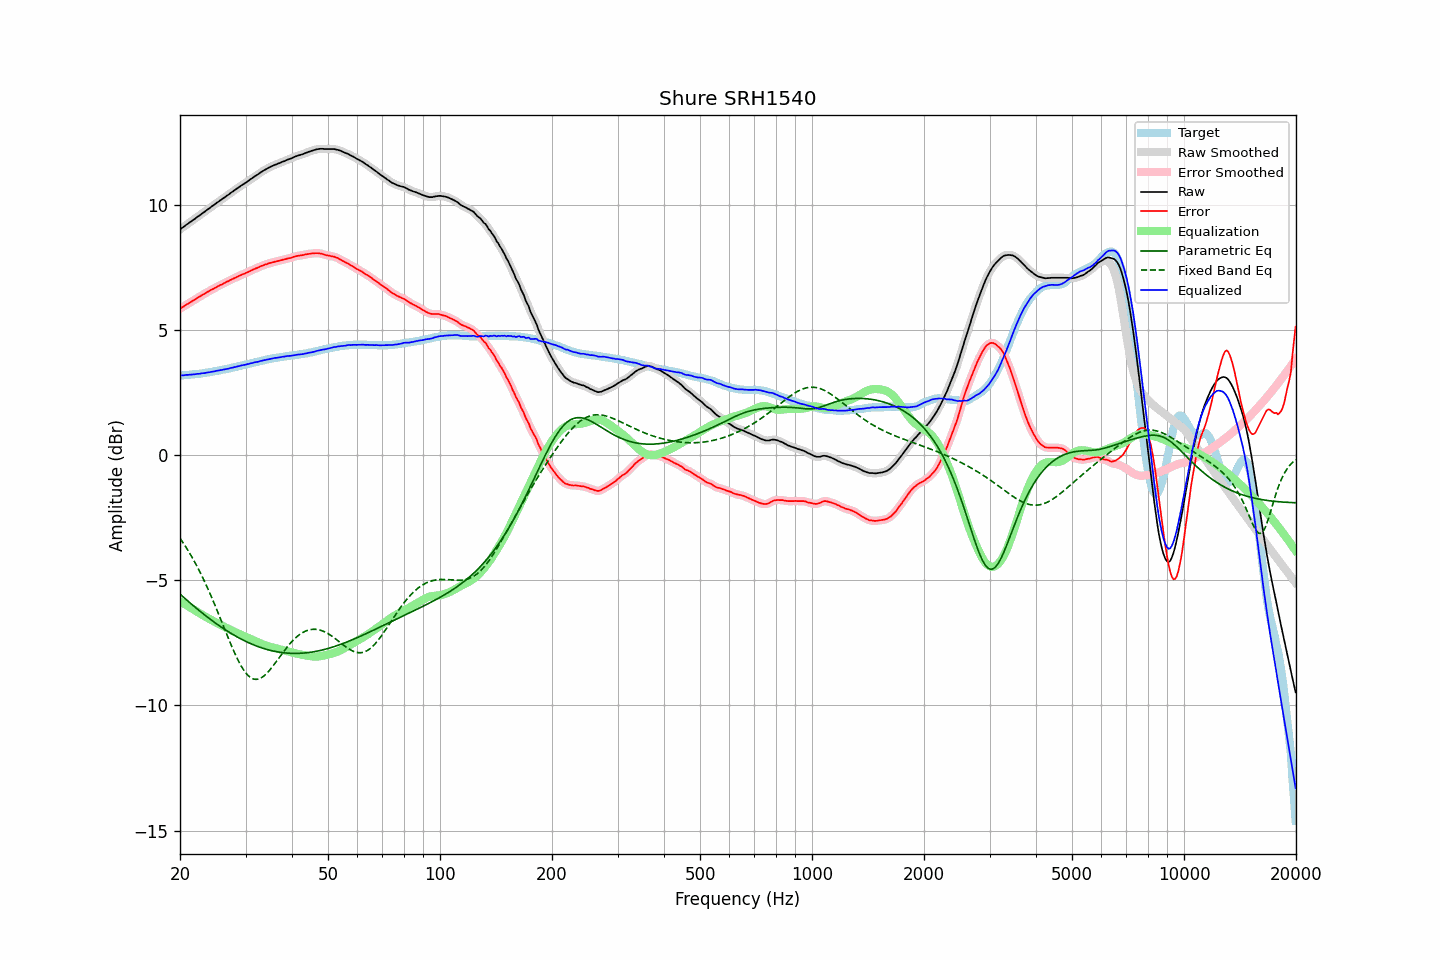 Shure SRH1540
Amplitude (dBr)
10
5
0
−5
−10
−15
Target
Raw Smoothed
Error Smoothed
Raw
Error
Equalization
Parametric Eq
Fixed Band Eq
Equalized
20
50
100
200
500
1000
2000
5000
10000
20000
Frequency (Hz)